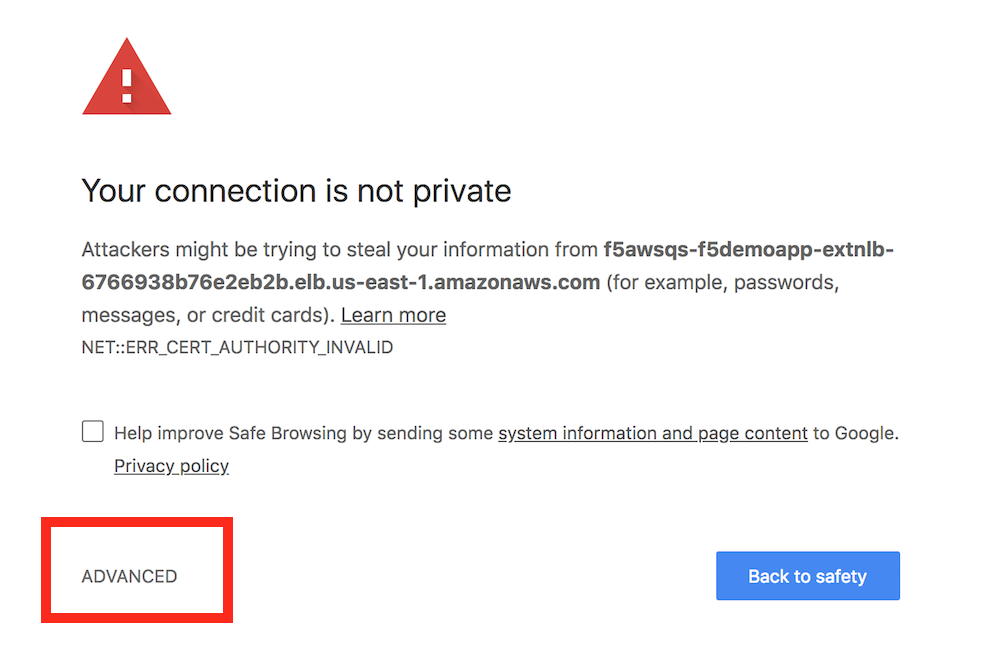 Your connection is not private
Attackers might be trying to steal your information from f5awsqs-f5demoapp-extnlb-
6766938b76e2eb2b.elb.us-east-1.amazonaws.com (for example, passwords,
messages, or credit cards). Learn more
NET::ERR_CERT_AUTHORITY_INVALID
Help improve Safe Browsing by sending some system information and page content to Google.
Privacy policy
ADVANCED
Back to safety